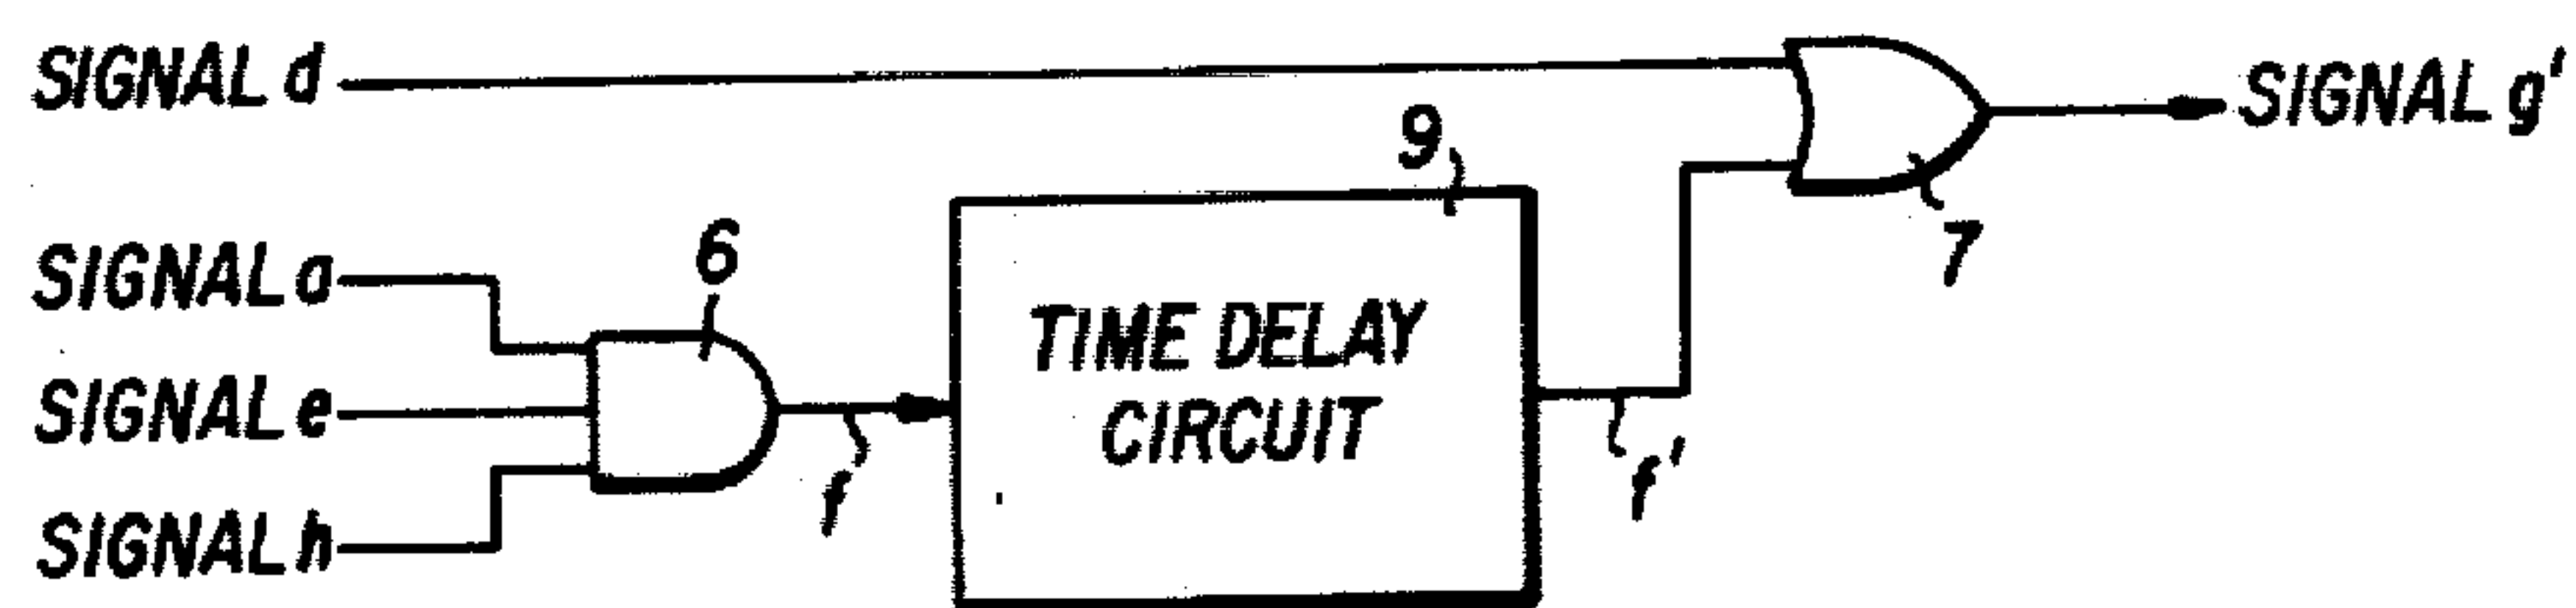 SIGNAL d
SIGNAL g'
9
7
SIGNAL a
6
SIGNAL e
TIME DELAY
CIRCUIT
f
f'
SIGNAL h